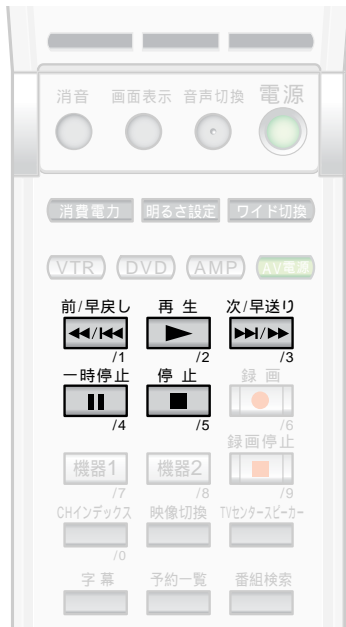 消音 画面表示 音声切換 電源
消費電力 明るさ設定 ワイド切換
VTR DVD AMP AV電源
前/早戻し 再生 次/早送り
/1 /2 /3
一時停止 停止 録画
/4 /5 /6
録画停止
機器1 機器2
/7 /8 /9
CHインデックス 映像切換 TVセンタースピーカー
/0
字幕 予約一覧 番組検索